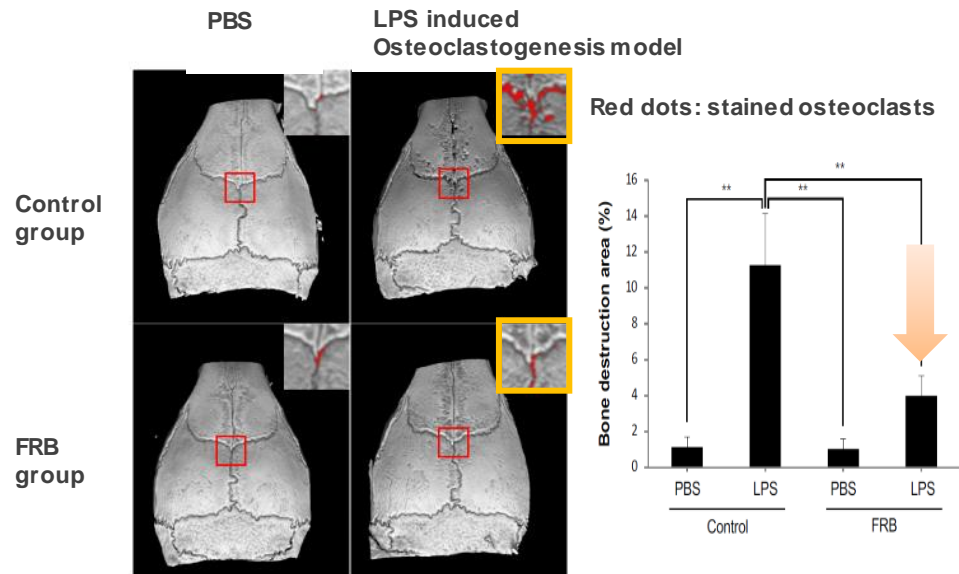 PBS
LPS induced
Osteoclastogenesis model
Red dots: stained osteoclasts
Control
group
FRB
group
Bone destruction area (%)
16
14
12
10
8
6
4
2
0
**
**
**
PBS
LPS
PBS
LPS
Control
FRB